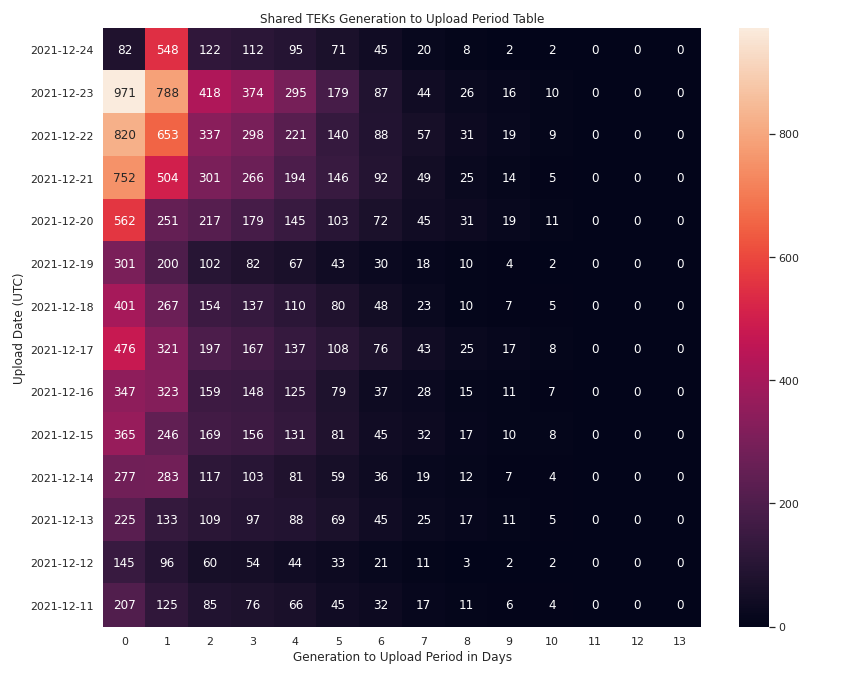 Shared TEKs Generation to Upload Period Table
Upload Date (UTC)
2021-12-24 82 548 122 112 95 71 45 20 8 2 2 0 0 0
2021-12-23 971 788 418 374 295 179 87 44 26 16 10 0 0 0
2021-12-22 820 653 337 298 221 140 88 57 31 19 9 0 0 0
2021-12-21 752 504 301 266 194 146 92 49 25 14 5 0 0 0
2021-12-20 562 251 217 179 145 103 72 45 31 19 11 0 0 0
2021-12-19 301 200 102 82 67 43 30 18 10 4 2 0 0 0
2021-12-18 401 267 154 137 110 80 48 23 10 7 5 0 0 0
2021-12-17 476 321 197 167 137 108 76 43 25 17 8 0 0 0
2021-12-16 347 323 159 148 125 79 37 28 15 11 7 0 0 0
2021-12-15 365 246 169 156 131 81 45 32 17 10 8 0 0 0
2021-12-14 277 283 117 103 81 59 36 19 12 7 4 0 0 0
2021-12-13 225 133 109 97 88 69 45 25 17 11 5 0 0 0
2021-12-12 145 96 60 54 44 33 21 11 3 2 2 0 0 0
2021-12-11 207 125 85 76 66 45 32 17 11 6 4 0 0 0
0 1 2 3 4 5 6 7 8 9 10 11 12 13
Generation to Upload Period in Days
800
600
400
200
0